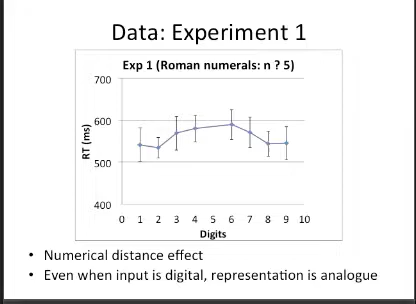 Data: Experiment 1
Exp 1 (Roman numerals: n ? 5)
700
600
500
400
RT (ms)
0 1 2 3 4 5 6 7 8 9 10
Digits
• Numerical distance effect
• Even when input is digital, representation is analogue